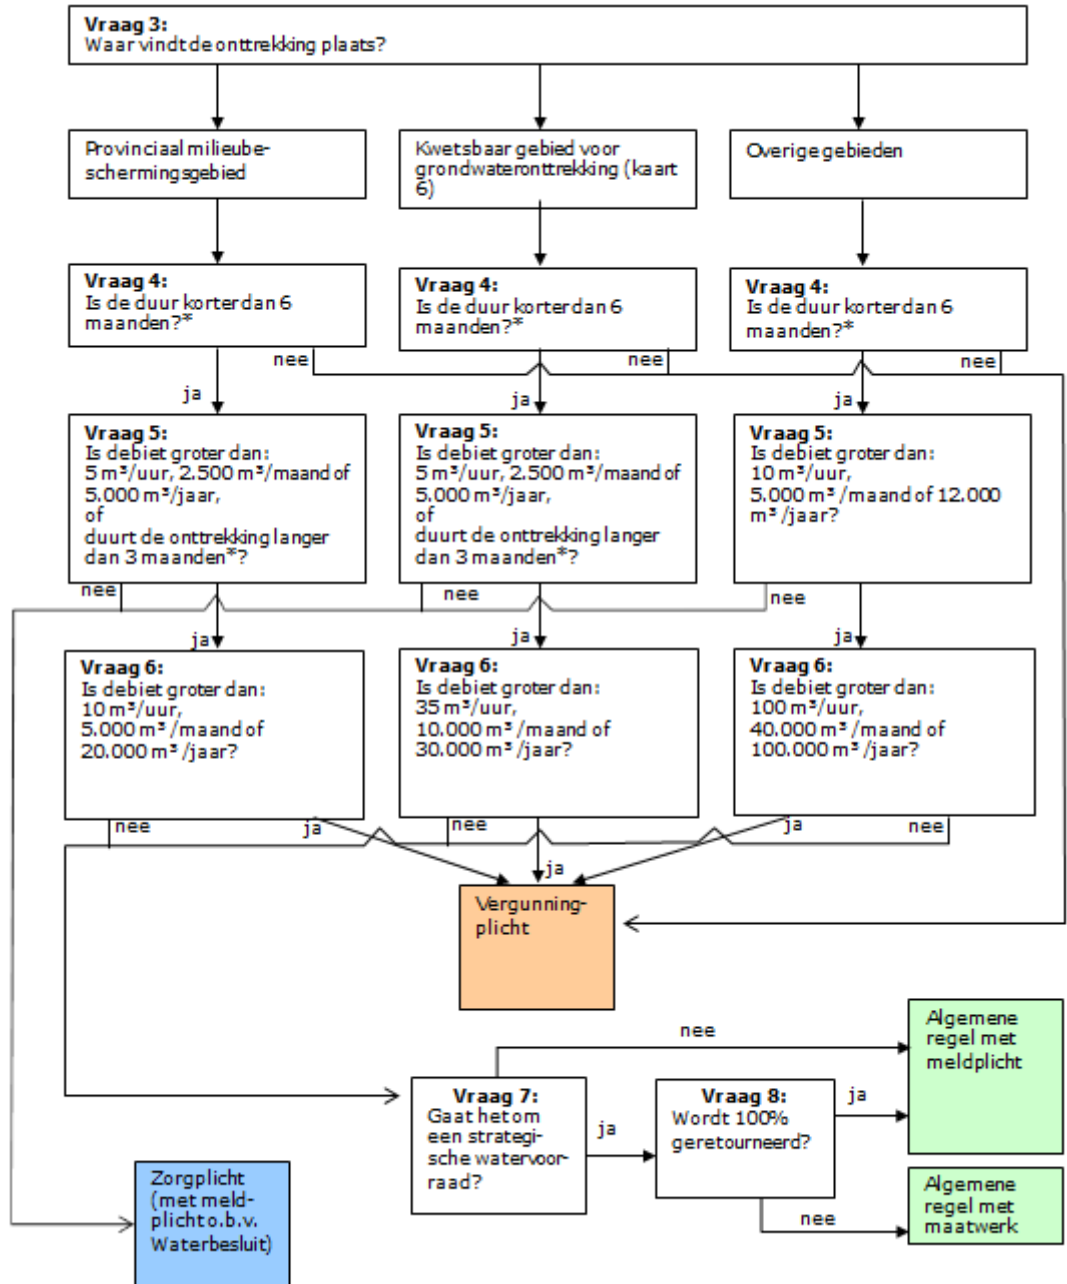 Vraag 3:
Waar vindt de onttrekking plaats?
Provinciaal milieube-
schermingsgebied
Kwetsbaar gebied voor
grondwateronttrekking (kaart
6)
Overige gebieden
Vraag 4:
Is de duur korter dan 6
maanden?*
nee
ja
Vraag 4:
Is de duur korter dan 6
maanden?*
nee
ja
Vraag 4:
Is de duur korter dan 6
maanden?*
nee
ja
Vraag 5:
Is debiet groter dan:
5 m³/uur, 2.500 m³/maand of
5.000 m³/jaar,
of
duurt de onttrekking langer
dan 3 maanden*?
nee
ja
Vraag 5:
Is debiet groter dan:
5 m³/uur, 2.500 m³/maand of
5.000 m³/jaar,
of
duurt de onttrekking langer
dan 3 maanden*?
nee
ja
Vraag 5:
Is debiet groter dan:
10 m³/uur,
5.000 m³/maand of 12.000
m³/jaar?
nee
ja
Vraag 6:
Is debiet groter dan:
10 m³/uur,
5.000 m³/maand of
20.000 m³/jaar?
nee
ja
Vraag 6:
Is debiet groter dan:
35 m³/uur,
10.000 m³/maand of
30.000 m³/jaar?
nee
ja
Vraag 6:
Is debiet groter dan:
100 m³/uur,
40.000 m³/maand of
100.000 m³/jaar?
ja
nee
Vergunning-
plicht
nee
Algemene
regel met
meldplicht
Vraag 7:
Gaat het om
een strategi-
sche watervoor-
raad?
ja
Vraag 8:
Wordt 100%
geretourneerd?
ja
nee
Zorgplicht
(met meld-
plicht o.b.v.
Waterbesluit)
Algemene
regel met
maatwerk